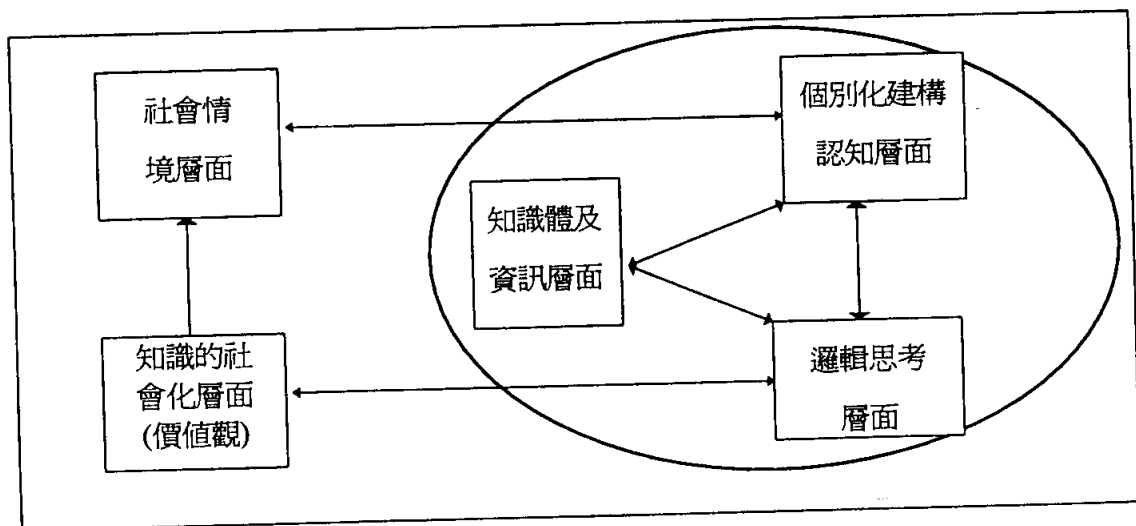 社會情
境層面
個別化建構
認知層面
知識體及
資訊層面
知識的社
會化層面
(價值觀)
邏輯思考
層面